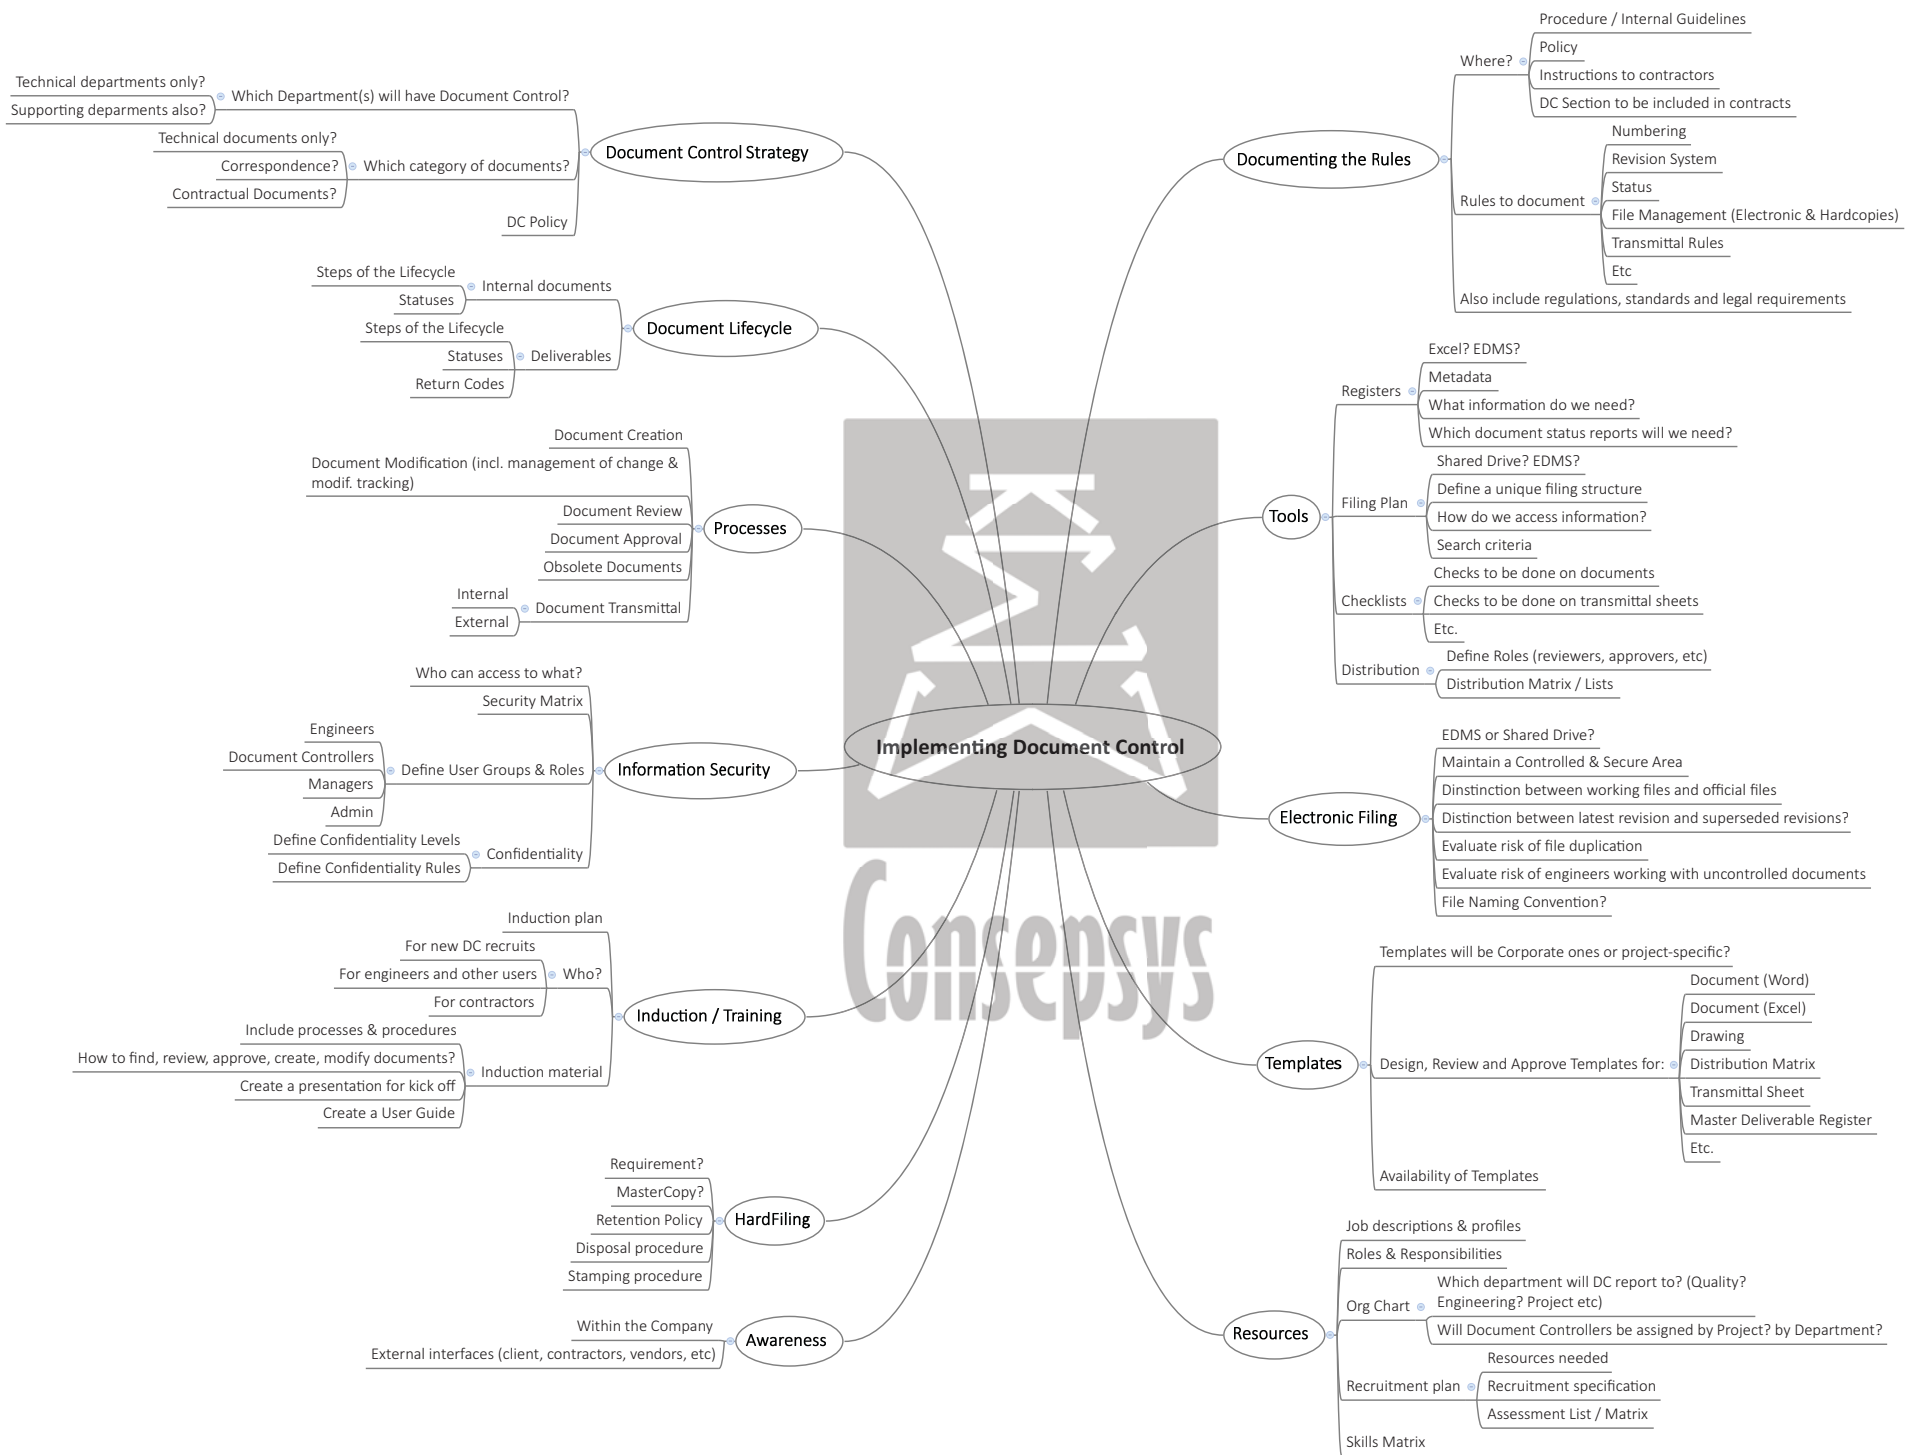 Implementing Document Control
Document Control Strategy
Which Department(s) will have Document Control?
Technical departments only?
Supporting deparments also?
Which category of documents?
Technical documents only?
Correspondence?
Contractual Documents?
DC Policy
Document Lifecycle
Internal documents
Steps of the Lifecycle
Statuses
Deliverables
Steps of the Lifecycle
Statuses
Return Codes
Processes
Document Creation
Document Modification (incl. management of change &
modif. tracking)
Document Review
Document Approval
Obsolete Documents
Document Transmittal
Internal
External
Information Security
Who can access to what?
Security Matrix
Define User Groups & Roles
Engineers
Document Controllers
Managers
Admin
Confidentiality
Define Confidentiality Levels
Define Confidentiality Rules
Induction / Training
Induction plan
Who?
For new DC recruits
For engineers and other users
For contractors
Induction material
Include processes & procedures
How to find, review, approve, create, modify documents?
Create a presentation for kick off
Create a User Guide
HardFiling
Requirement?
MasterCopy?
Retention Policy
Disposal procedure
Stamping procedure
Awareness
Within the Company
External interfaces (client, contractors, vendors, etc)
Documenting the Rules
Where?
Procedure / Internal Guidelines
Policy
Instructions to contractors
DC Section to be included in contracts
Rules to document
Numbering
Revision System
Status
File Management (Electronic & Hardcopies)
Transmittal Rules
Etc
Also include regulations, standards and legal requirements
Tools
Registers
Excel? EDMS?
Metadata
What information do we need?
Which document status reports will we need?
Filing Plan
Shared Drive? EDMS?
Define a unique filing structure
How do we access information?
Search criteria
Checklists
Checks to be done on documents
Checks to be done on transmittal sheets
Etc.
Distribution
Define Roles (reviewers, approvers, etc)
Distribution Matrix / Lists
Electronic Filing
EDMS or Shared Drive?
Maintain a Controlled & Secure Area
Dinstinction between working files and official files
Distinction between latest revision and superseded revisions?
Evaluate risk of file duplication
Evaluate risk of engineers working with uncontrolled documents
File Naming Convention?
Templates
Templates will be Corporate ones or project-specific?
Design, Review and Approve Templates for:
Document (Word)
Document (Excel)
Drawing
Distribution Matrix
Transmittal Sheet
Master Deliverable Register
Etc.
Availability of Templates
Resources
Job descriptions & profiles
Roles & Responsibilities
Org Chart
Which department will DC report to? (Quality?
Engineering? Project etc)
Will Document Controllers be assigned by Project? by Department?
Recruitment plan
Resources needed
Recruitment specification
Assessment List / Matrix
Skills Matrix
Consepsys